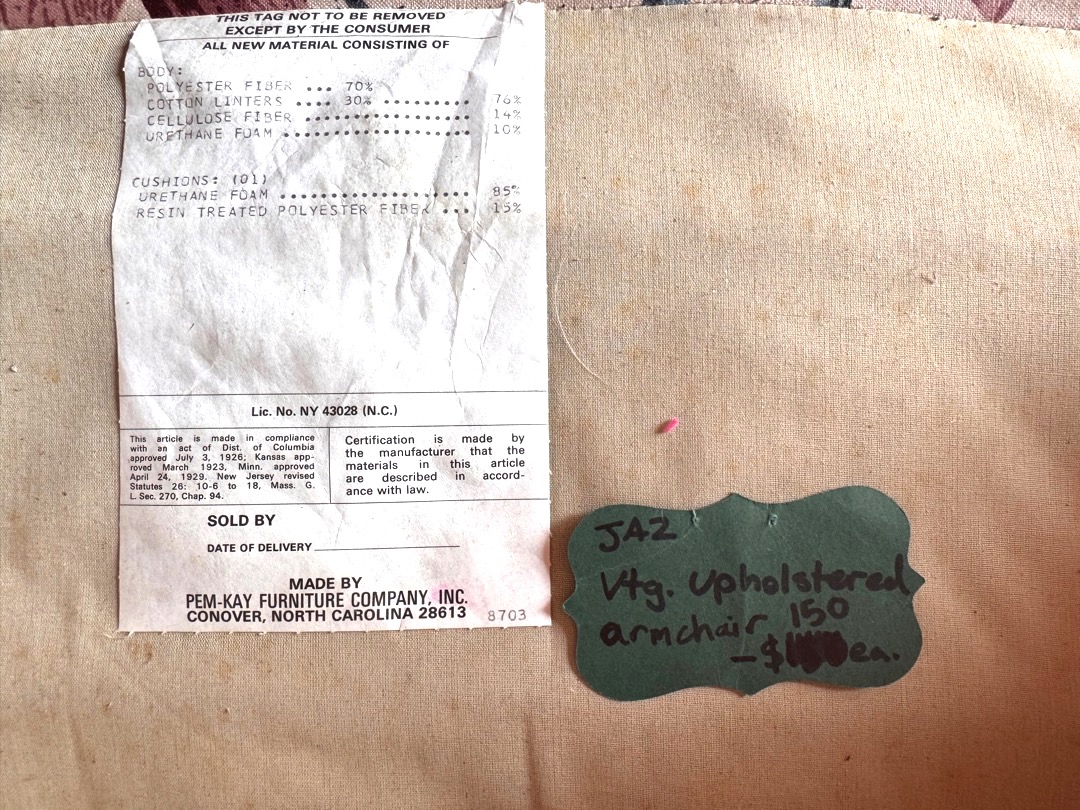 THIS TAG NOT TO BE REMOVED
EXCEPT BY THE CONSUMER
ALL NEW MATERIAL CONSISTING OF
BODY:
POLYESTER FIBER ... 70%
COTTON LINTERS .... 30% .......... 76%
CELLULOSE FIBER .................. 14%
URETHANE FOAM .................... 10%
CUSHIONS: (01)
URETHANE FOAM .................... 85%
RESIN TREATED POLYESTER FIBER ... 15%
Lic. No. NY 43028 (N.C.)
This article is made in compliance
with an act of Dist. of Columbia
approved July 3, 1926; Kansas app-
roved March 1923, Minn. approved
April 24, 1929. New Jersey revised
Statutes 26: 10-6 to 18, Mass. G.
L. Sec. 270, Chap. 94.
Certification is made by
the manufacturer that the
materials in this article
are described in accord-
ance with law.
SOLD BY
DATE OF DELIVERY
MADE BY
PEM-KAY FURNITURE COMPANY, INC.
CONOVER, NORTH CAROLINA 28613 8703
JAZ
Vtg. Upholstered
armchair 150
-$ ea.